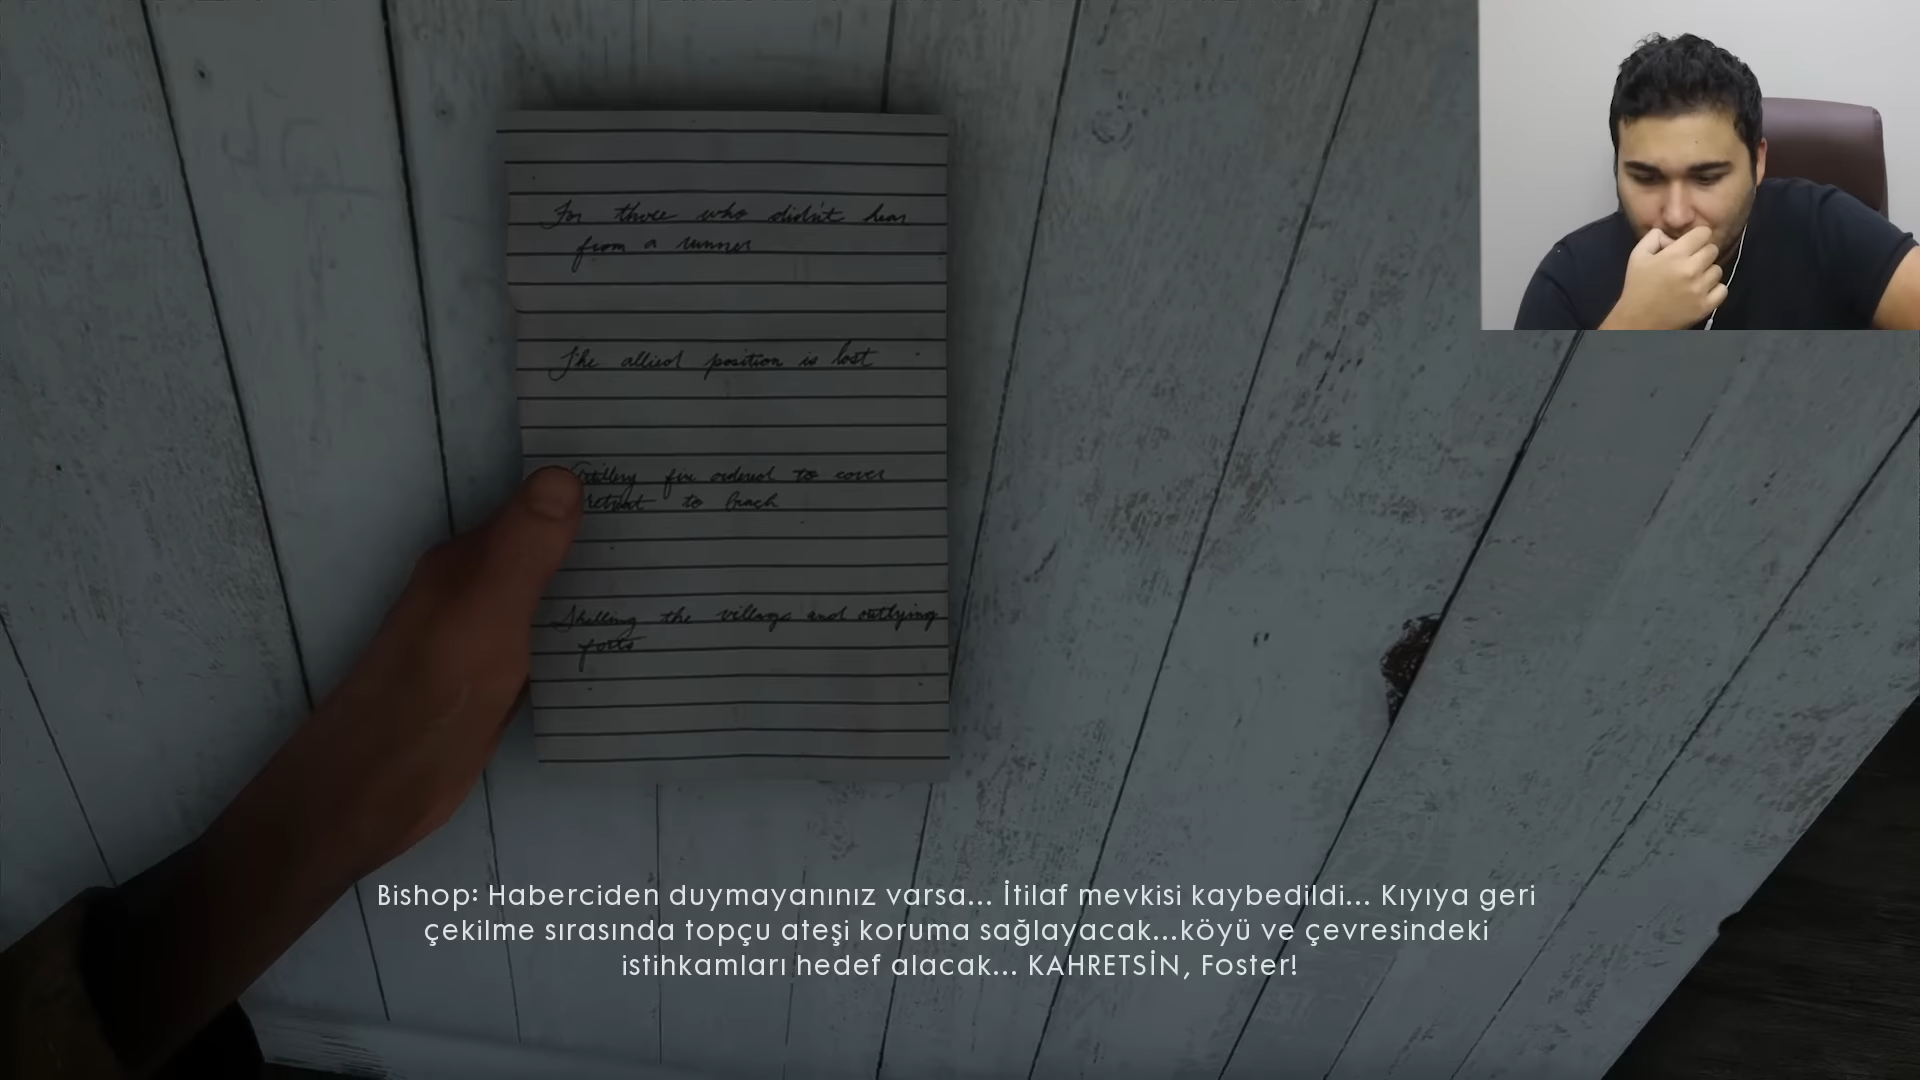 For those who didn't hear
from a runner
The allied position is lost
Artillery fire ordered to cover
retreat to beach
Shelling the village and outlying
forts
Bishop: Haberciden duymayanınız varsa... İtilaf mevkisi kaybedildi... Kıyıya geri
çekilme sırasında topçu ateşi koruma sağlayacak...köyü ve çevresindeki
istihkamları hedef alacak... KAHRETSİN, Foster!